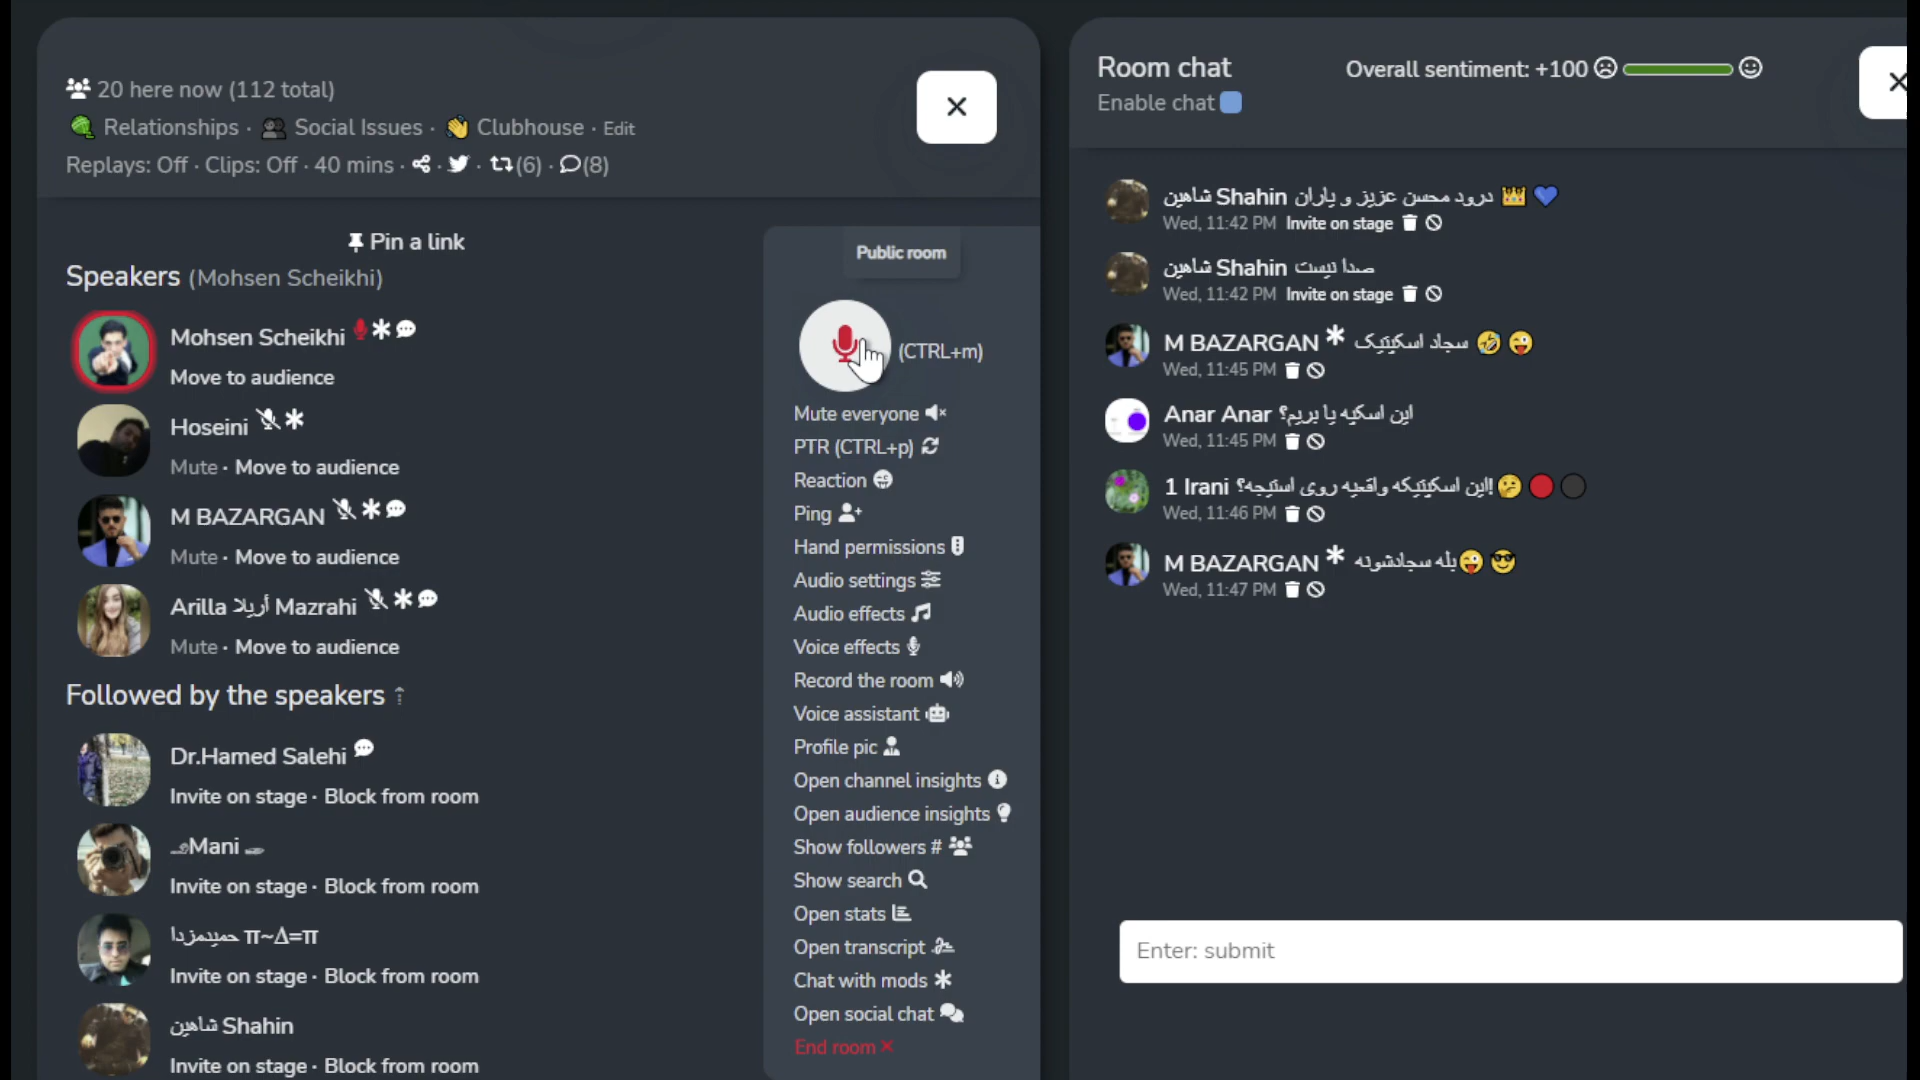 20 here now (112 total)
Relationships · Social Issues · Clubhouse · Edit
Replays: Off · Clips: Off · 40 mins · · · (6) · (8)
Pin a link
Speakers (Mohsen Scheikhi)
Mohsen Scheikhi
Move to audience
Hoseini
Mute · Move to audience
M BAZARGAN
Mute · Move to audience
Arilla أريلا Mazrahi
Mute · Move to audience
Followed by the speakers
Dr.Hamed Salehi
Invite on stage · Block from room
Mani
Invite on stage · Block from room
حمیدمزدا π~Δ=π
Invite on stage · Block from room
شاهین Shahin
Invite on stage · Block from room
Public room
(CTRL+m)
Mute everyone
PTR (CTRL+p)
Reaction
Ping
Hand permissions
Audio settings
Audio effects
Voice effects
Record the room
Voice assistant
Profile pic
Open channel insights
Open audience insights
Show followers #
Show search
Open stats
Open transcript
Chat with mods
Open social chat
End room
Room chat
Overall sentiment: +100
Enable chat
شاهین Shahin درود محسن عزیز و یاران 👑 💙
Wed, 11:42 PM Invite on stage
شاهین Shahin صدا نیست
Wed, 11:42 PM Invite on stage
M BAZARGAN سجاد اسکپتیک 🤣 😜
Wed, 11:45 PM
Anar Anar این اسکیه یا بریم؟
Wed, 11:45 PM
1 Irani این اسکپتیکه واقعیه روی استیجه؟! 🤔 🔴 ⚫
Wed, 11:46 PM
M BAZARGAN بله سجادشونه 😜 😎
Wed, 11:47 PM
Enter: submit